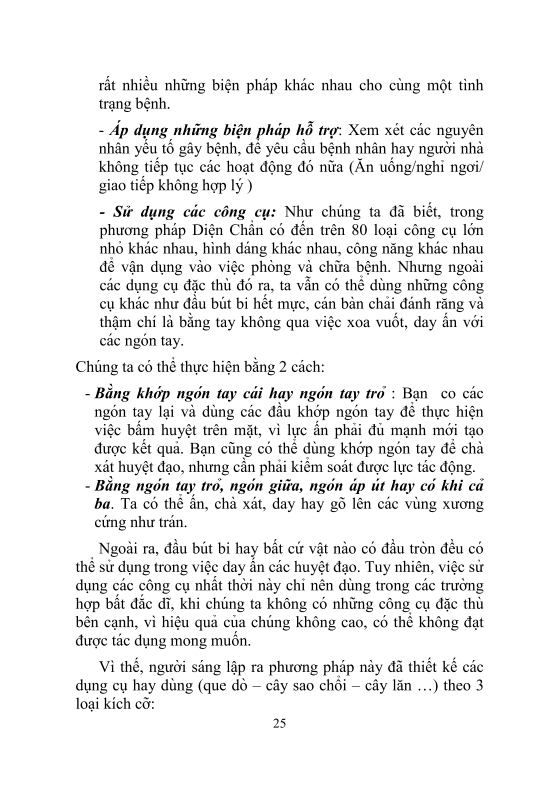 rất nhiều những biện pháp khác nhau cho cùng một tình
trạng bệnh.
- Áp dụng những biện pháp hỗ trợ: Xem xét các nguyên
nhân yếu tố gây bệnh, để yêu cầu bệnh nhân hay người nhà
không tiếp tục các hoạt động đó nữa (Ăn uống/nghỉ ngơi/
giao tiếp không hợp lý )
- Sử dụng các công cụ: Như chúng ta đã biết, trong
phương pháp Diện Chẩn có đến trên 80 loại công cụ lớn
nhỏ khác nhau, hình dáng khác nhau, công năng khác nhau
để vận dụng vào việc phòng và chữa bệnh. Nhưng ngoài
các dụng cụ đặc thù đó ra, ta vẫn có thể dùng những công
cụ khác như đầu bút bi hết mực, cán bàn chải đánh răng và
thậm chí là bằng tay không qua việc xoa vuốt, day ấn với
các ngón tay.
Chúng ta có thể thực hiện bằng 2 cách:
- Bằng khớp ngón tay cái hay ngón tay trỏ : Bạn co các
ngón tay lại và dùng các đầu khớp ngón tay để thực hiện
việc bấm huyệt trên mặt, vì lực ấn phải đủ mạnh mới tạo
được kết quả. Bạn cũng có thể dùng khớp ngón tay để chà
xát huyệt đạo, nhưng cần phải kiểm soát được lực tác động.
- Bằng ngón tay trỏ, ngón giữa, ngón áp út hay có khi cả
ba. Ta có thể ấn, chà xát, day hay gõ lên các vùng xương
cứng như trán.
Ngoài ra, đầu bút bi hay bất cứ vật nào có đầu tròn đều có
thể sử dụng trong việc day ấn các huyệt đạo. Tuy nhiên, việc sử
dụng các công cụ nhất thời này chỉ nên dùng trong các trường
hợp bất đắc dĩ, khi chúng ta không có những công cụ đặc thù
bên cạnh, vì hiệu quả của chúng không cao, có thể không đạt
được tác dụng mong muốn.
Vì thế, người sáng lập ra phương pháp này đã thiết kế các
dụng cụ hay dùng (que dò – cây sao chổi – cây lăn …) theo 3
loại kích cỡ:
25